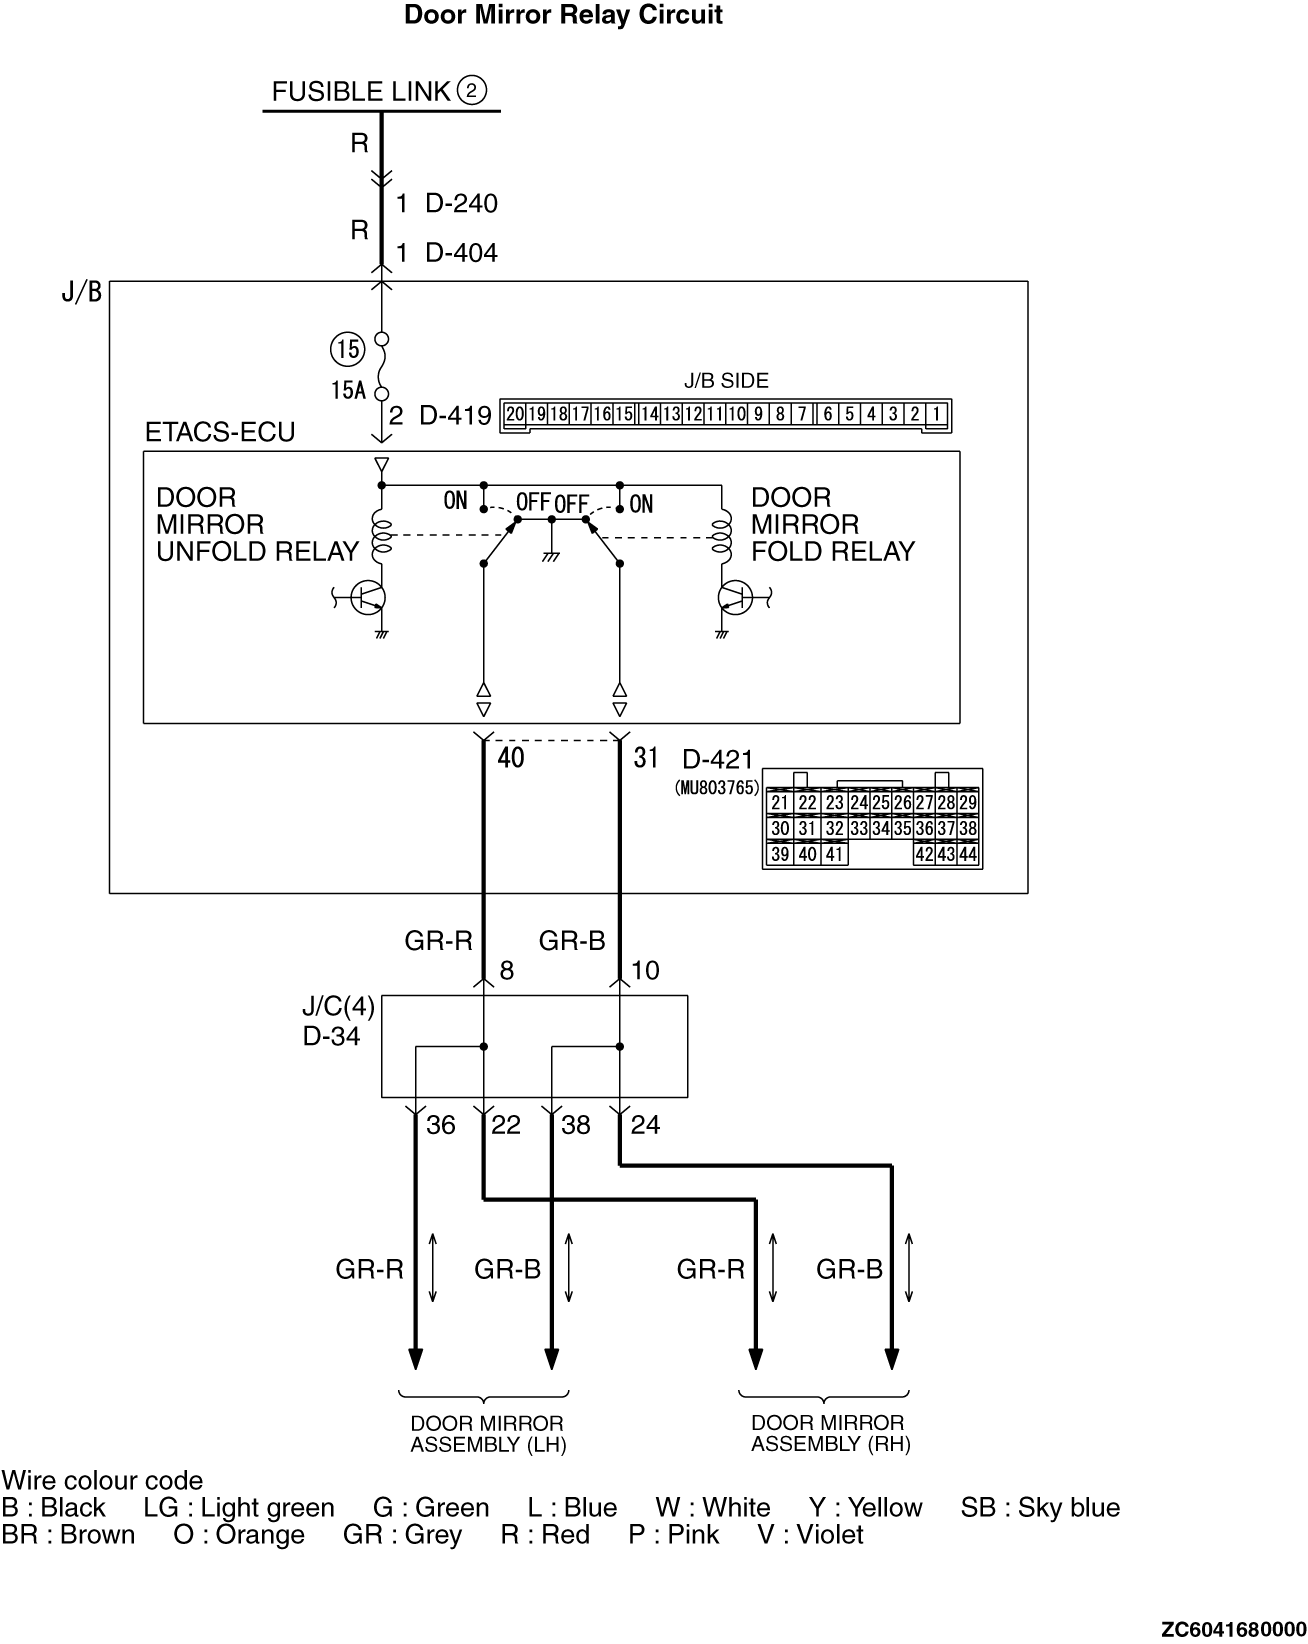 Door Mirror Relay Circuit
FUSIBLE LINK 2
R
1 D-240
R
1 D-404
J/B
15
15A
J/B SIDE
2 D-419
20 19 18 17 16 15 14 13 12 11 10 9 8 7 6 5 4 3 2 1
ETACS-ECU
DOOR
MIRROR
UNFOLD RELAY
ON OFF OFF ON
DOOR
MIRROR
FOLD RELAY
40 31 D-421
(MU803765)
21 22 23 24 25 26 27 28 29
30 31 32 33 34 35 36 37 38
39 40 41 42 43 44
GR-R GR-B
8 10
J/C(4)
D-34
36 22 38 24
GR-R GR-B GR-R GR-B
DOOR MIRROR
ASSEMBLY (LH)
DOOR MIRROR
ASSEMBLY (RH)
Wire colour code
B : Black LG : Light green G : Green L : Blue W : White Y : Yellow SB : Sky blue
BR : Brown O : Orange GR : Grey R : Red P : Pink V : Violet
ZC6041680000